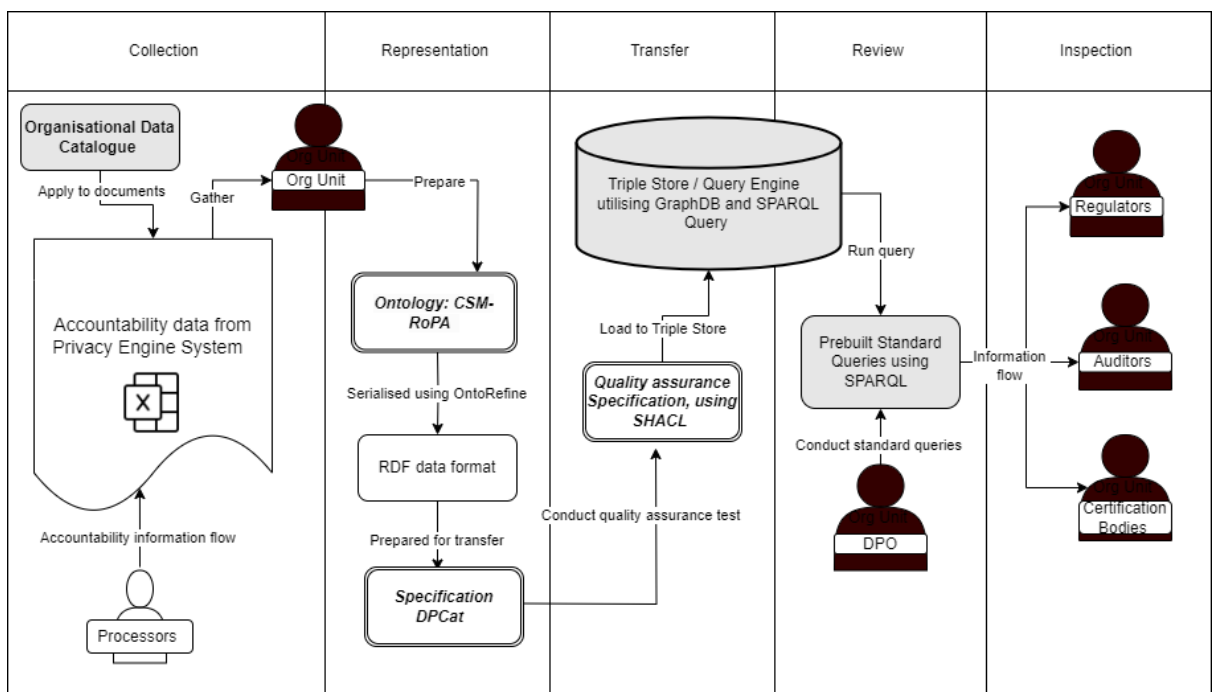 Collection
Representation
Transfer
Review
Inspection
Organisational Data
Catalogue
Apply to documents
Gather
Org Unit
Org Unit
Accountability data from
Privacy Engine System
X
Accountability information flow
Processors
Prepare
Ontology: CSM-
RoPA
Serialised using OntoRefine
RDF data format
Prepared for transfer
Specification
DPCat
Triple Store / Query Engine
utilising GraphDB and SPARQL
Query
Load to Triple Store
Quality assurance
Specification, using
SHACL
Conduct quality assurance test
Run query
Prebuilt Standard
Queries using
SPARQL
Conduct standard queries
Org Unit
DPO
Information
flow
Org Unit
Regulators
Org Unit
Auditors
Org Unit
Certification
Bodies